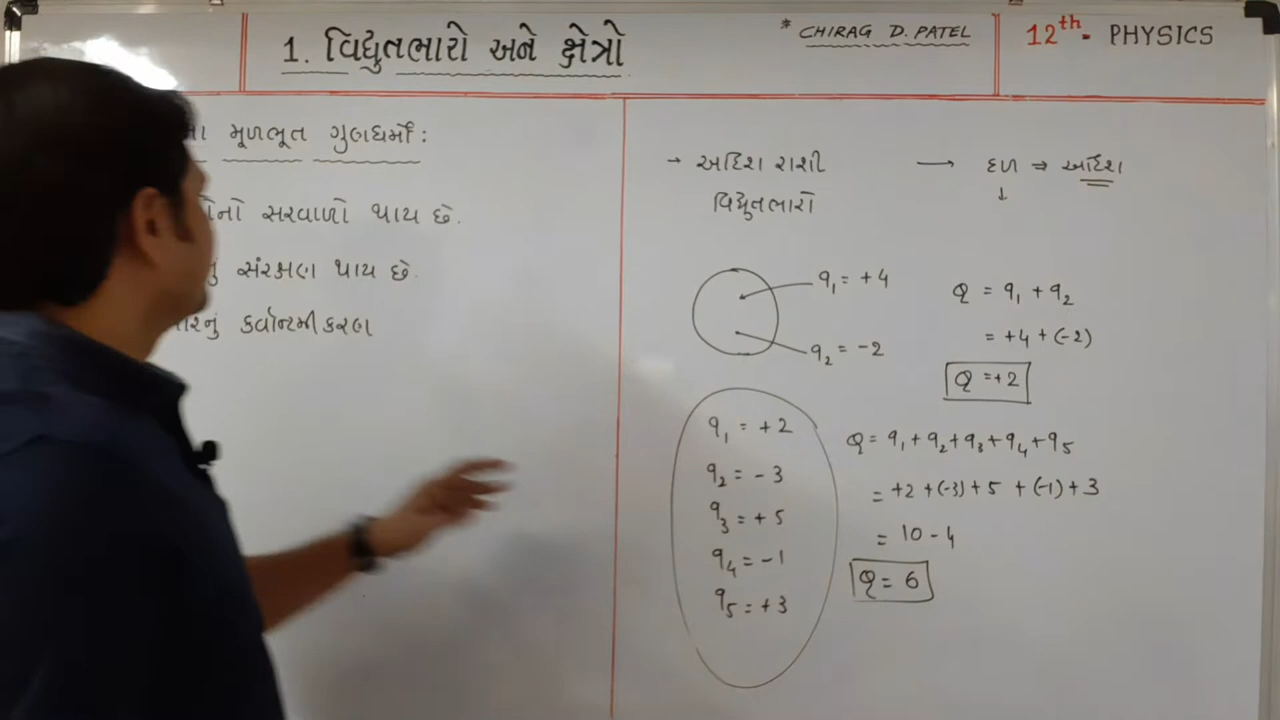 1. વિદ્યુતભારો અને ક્ષેત્રો
* CHIRAG D. PATEL
12th - PHYSICS
મૂળભૂત ગુણધર્મો :
સરવાળો થાય છે.
સંરક્ષણ થાય છે.
ક્વૉન્ટમીકરણ
→ અદિશ રાશી → દળ ⇒ અદિશ
↓
વિદ્યુતભારો
q₁ = +4
q₂ = -2
Q = q₁ + q₂
= +4 + (-2)
Q = +2
q₁ = +2
q₂ = -3
q₃ = +5
q₄ = -1
q₅ = +3
Q = q₁ + q₂ + q₃ + q₄ + q₅
= +2 + (-3) + 5 + (-1) + 3
= 10 - 4
Q = 6